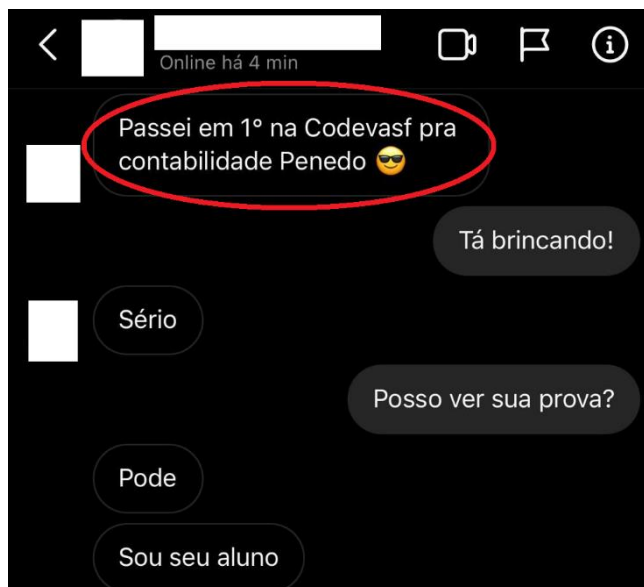 Online há 4 min
Passei em 1° na Codevasf pra
contabilidade Penedo 😎
Tá brincando!
Sério
Posso ver sua prova?
Pode
Sou seu aluno